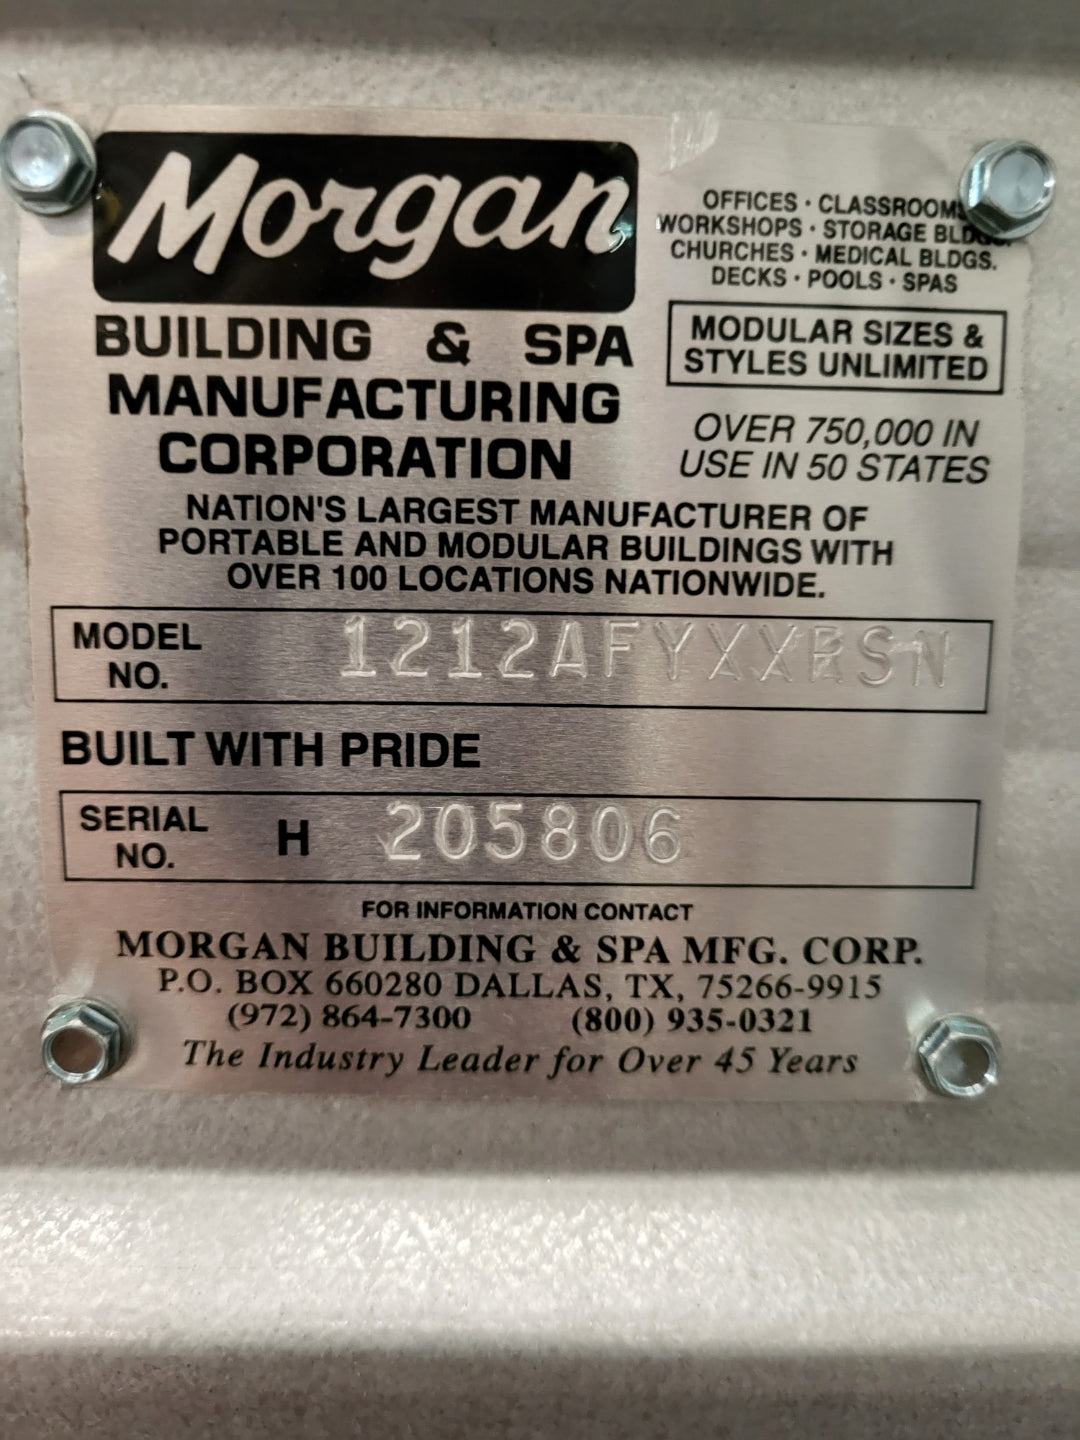 Morgan
BUILDING & SPA
MANUFACTURING
CORPORATION
OFFICES · CLASSROOMS
WORKSHOPS · STORAGE BLDGS.
CHURCHES · MEDICAL BLDGS.
DECKS · POOLS · SPAS
MODULAR SIZES &
STYLES UNLIMITED
OVER 750,000 IN
USE IN 50 STATES
NATION'S LARGEST MANUFACTURER OF
PORTABLE AND MODULAR BUILDINGS WITH
OVER 100 LOCATIONS NATIONWIDE.
MODEL
NO.
1212AFYXXRSN
BUILT WITH PRIDE
SERIAL
NO.
H 205806
FOR INFORMATION CONTACT
MORGAN BUILDING & SPA MFG. CORP.
P.O. BOX 660280 DALLAS, TX, 75266-9915
(972) 864-7300 (800) 935-0321
The Industry Leader for Over 45 Years